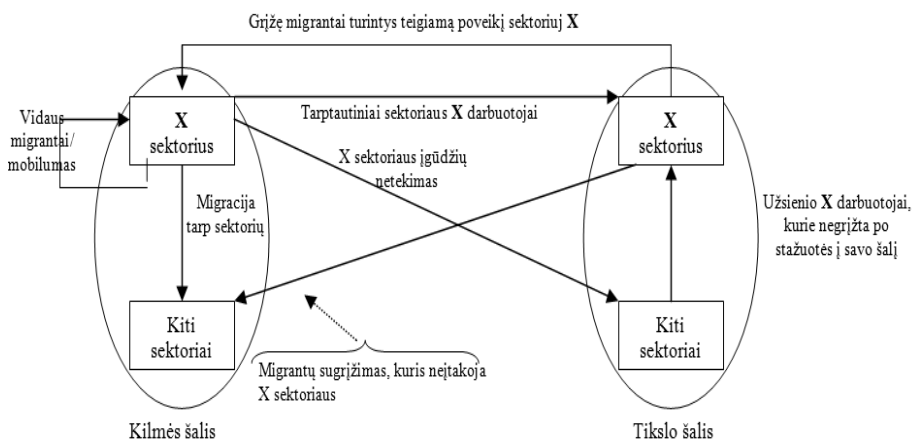 Grįžę migrantai turintys teigiamą poveikį sektoriuj X
Vidaus
migrantai/
mobilumas
X
sektorius
Tarptautiniai sektoriaus X darbuotojai
X
sektorius
X sektoriaus įgūdžių
netekimas
Migracija
tarp sektorių
Užsienio X darbuotojai,
kurie negrįžta po
stažuotės į savo šalį
Kiti
sektoriai
Kiti
sektoriai
Migrantų sugrįžimas, kuris neįtakoja
X sektoriaus
Kilmės šalis
Tikslo šalis